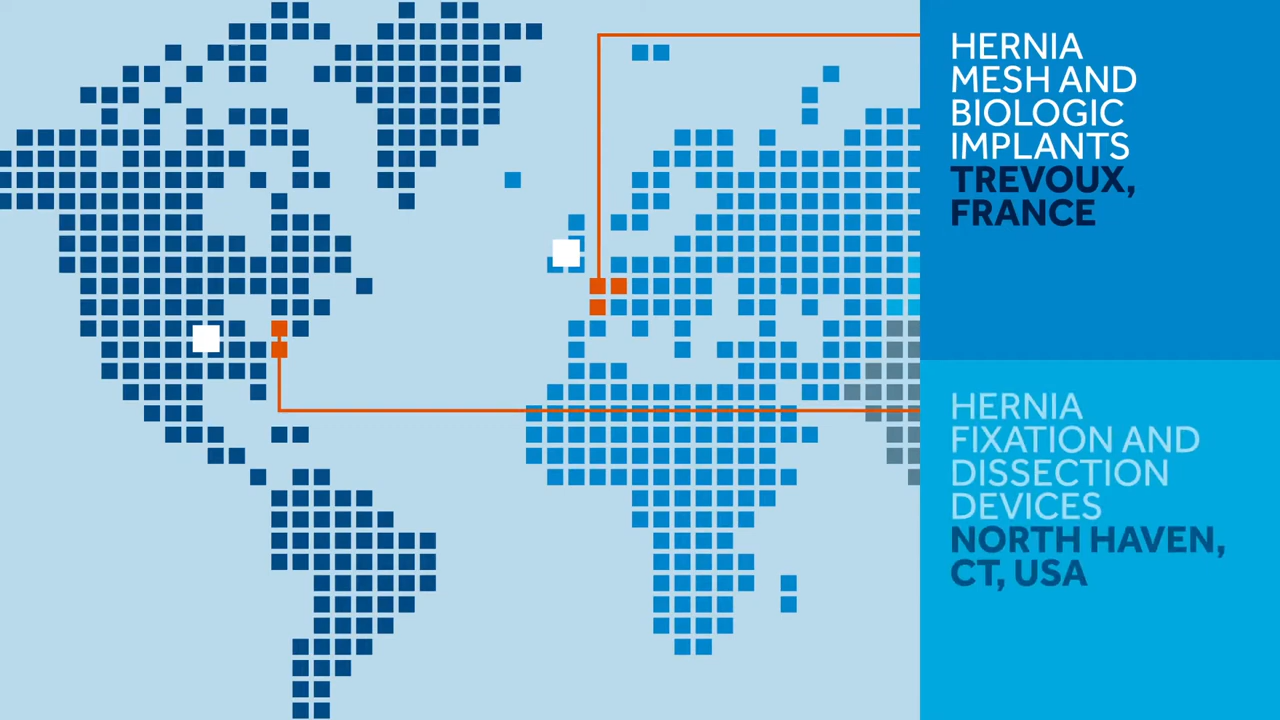 HERNIA
MESH AND
BIOLOGIC
IMPLANTS
TREVOUX,
FRANCE
HERNIA
FIXATION AND
DISSECTION
DEVICES
NORTH HAVEN,
CT, USA